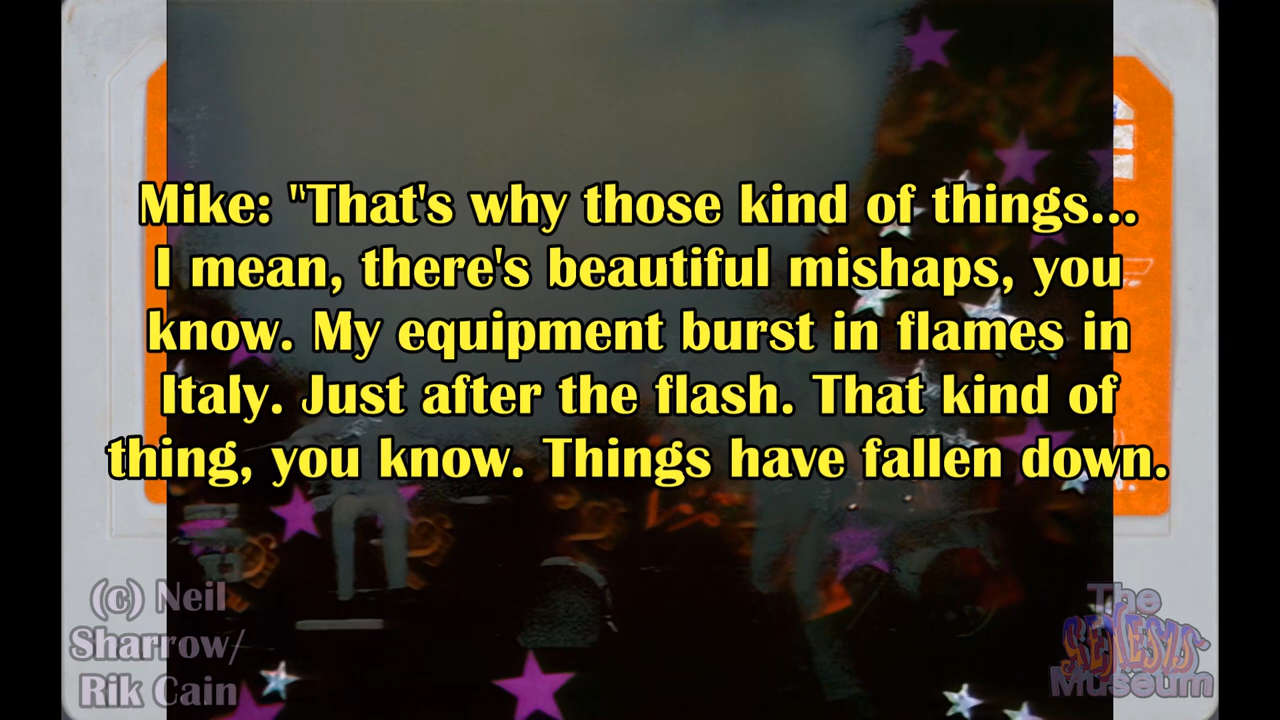 Mike: "That's why those kind of things...
I mean, there's beautiful mishaps, you
know. My equipment burst in flames in
Italy. Just after the flash. That kind of
thing, you know. Things have fallen down.
(c) Neil
Sharrow/
Rik Cain
The
GENESIS
Museum